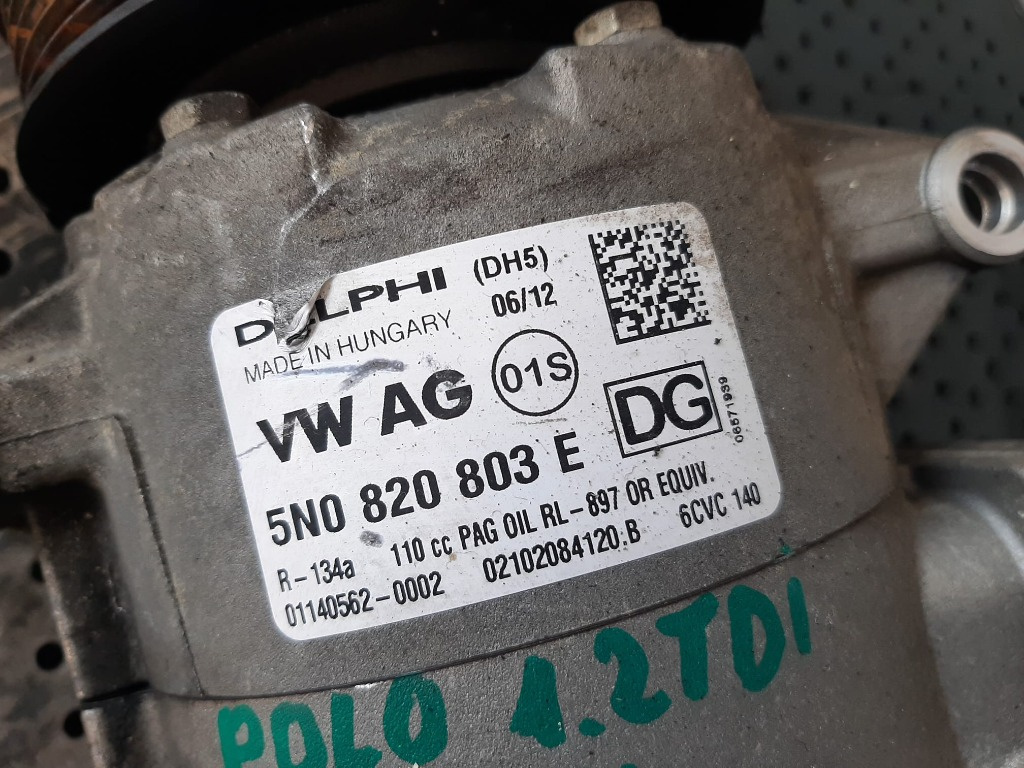 DELPHI (DH5)
MADE IN HUNGARY 06/12
VW AG 01S
DG
06571939
5N0 820 803 E
R-134a 110 cc PAG OIL RL-897 OR EQUIV.
01140562-0002 02102084120.B 6CVC 140
POLO 1.2TDI